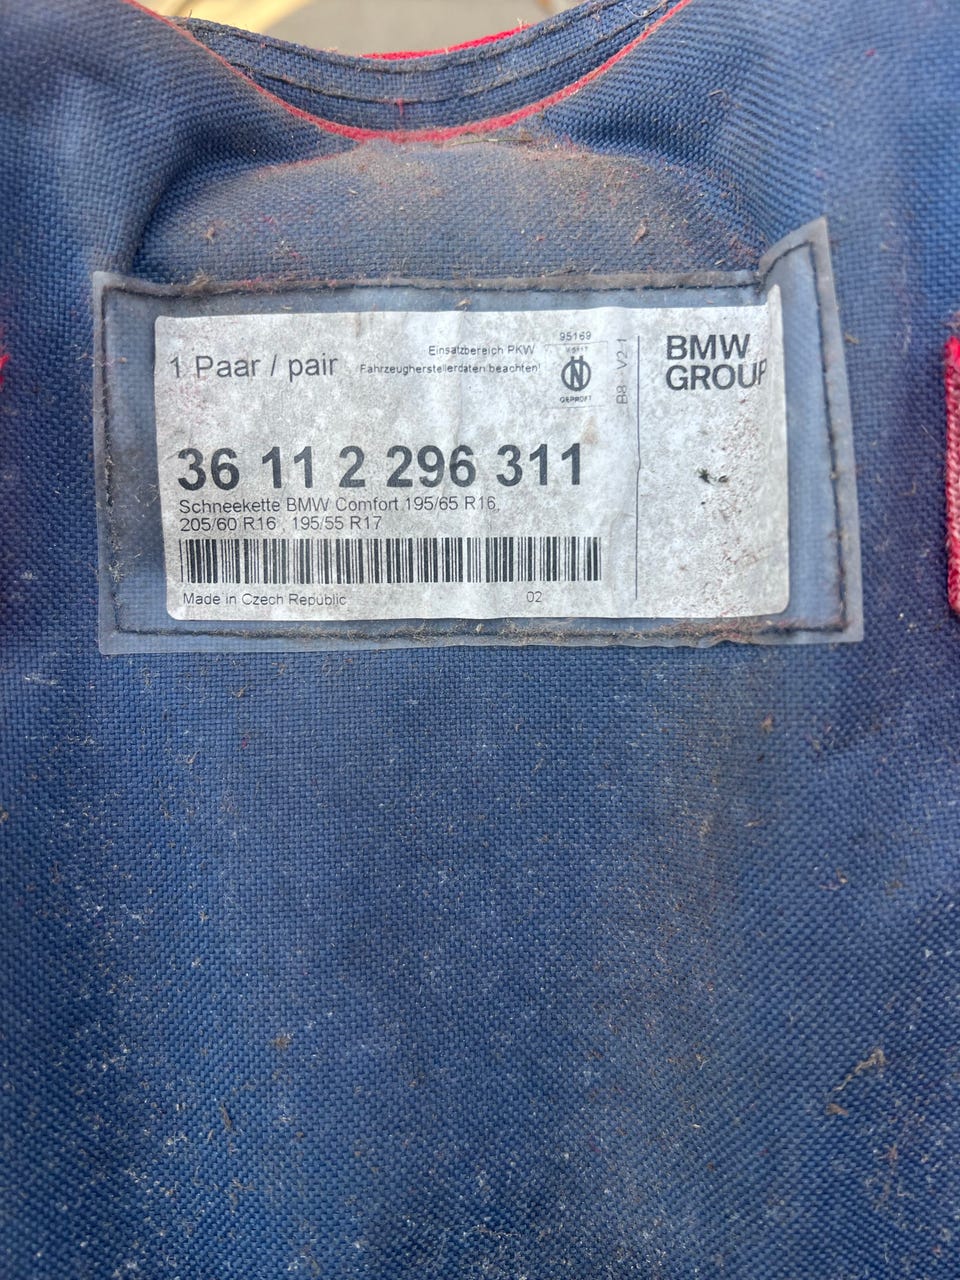 1 Paar / pair
Einsatzbereich PKW
Fahrzeugherstellerdaten beachten!
95169
GEPRÜFT
B8 V2.1
BMW
GROUP
36 11 2 296 311
Schneekette BMW Comfort 195/65 R16,
205/60 R16 , 195/55 R17
Made in Czech Republic
02